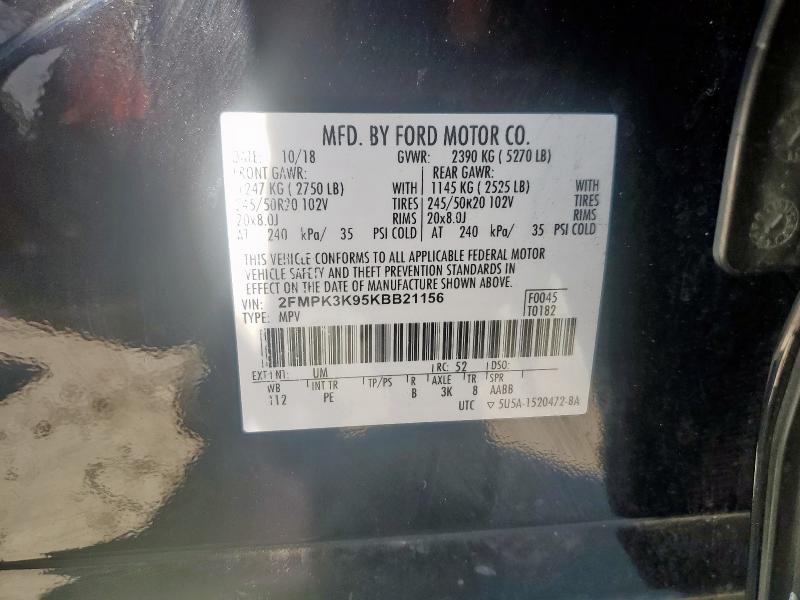 MFD. BY FORD MOTOR CO.
DATE: 10/18 GVWR: 2390 KG ( 5270 LB)
FRONT GAWR: REAR GAWR:
1247 KG ( 2750 LB) WITH 1145 KG ( 2525 LB) WITH
245/50R20 102V TIRES 245/50R20 102V TIRES
20x8.0J RIMS 20x8.0J RIMS
AT 240 kPa/ 35 PSI COLD AT 240 kPa/ 35 PSI COLD
THIS VEHICLE CONFORMS TO ALL APPLICABLE FEDERAL MOTOR
VEHICLE SAFETY AND THEFT PREVENTION STANDARDS IN
EFFECT ON THE DATE OF MANUFACTURE SHOWN ABOVE.
VIN: 2FMPK3K95KBB21156 F0045
TYPE: MPV T0182
EXT PNT: UM RC: 52 DSO:
WB INT TR TP/PS R AXLE TR SPR
112 PE B 3K 8 AABB
UTC ▽ 5U5A-1520472-BA